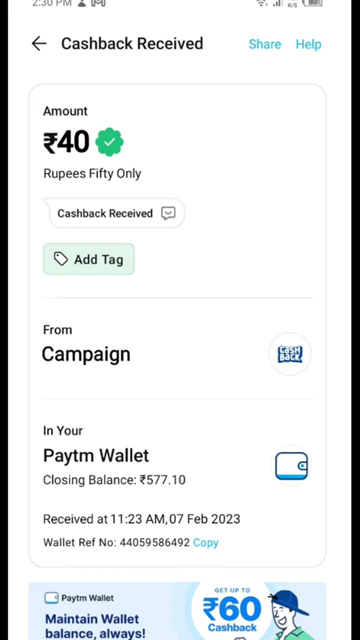 2:30 PM
K/S
Cashback Received
Share
Help
Amount
₹40
Rupees Fifty Only
Cashback Received
Add Tag
From
Campaign
CASH
BACK
In Your
Paytm Wallet
Closing Balance: ₹577.10
Received at 11:23 AM,07 Feb 2023
Wallet Ref No: 44059586492 Copy
Paytm Wallet
Maintain Wallet
balance, always!
GET UP TO
₹60
Cashback